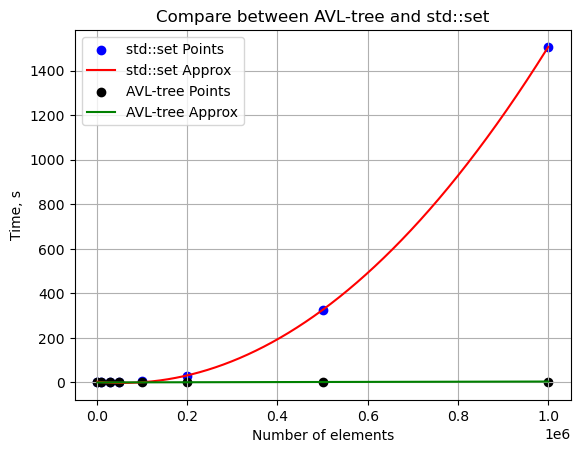 Compare between AVL-tree and std::set
std::set Points
std::set Approx
AVL-tree Points
AVL-tree Approx
Time, s
1400
1200
1000
800
600
400
200
0
0.0 0.2 0.4 0.6 0.8 1.0
1e6
Number of elements